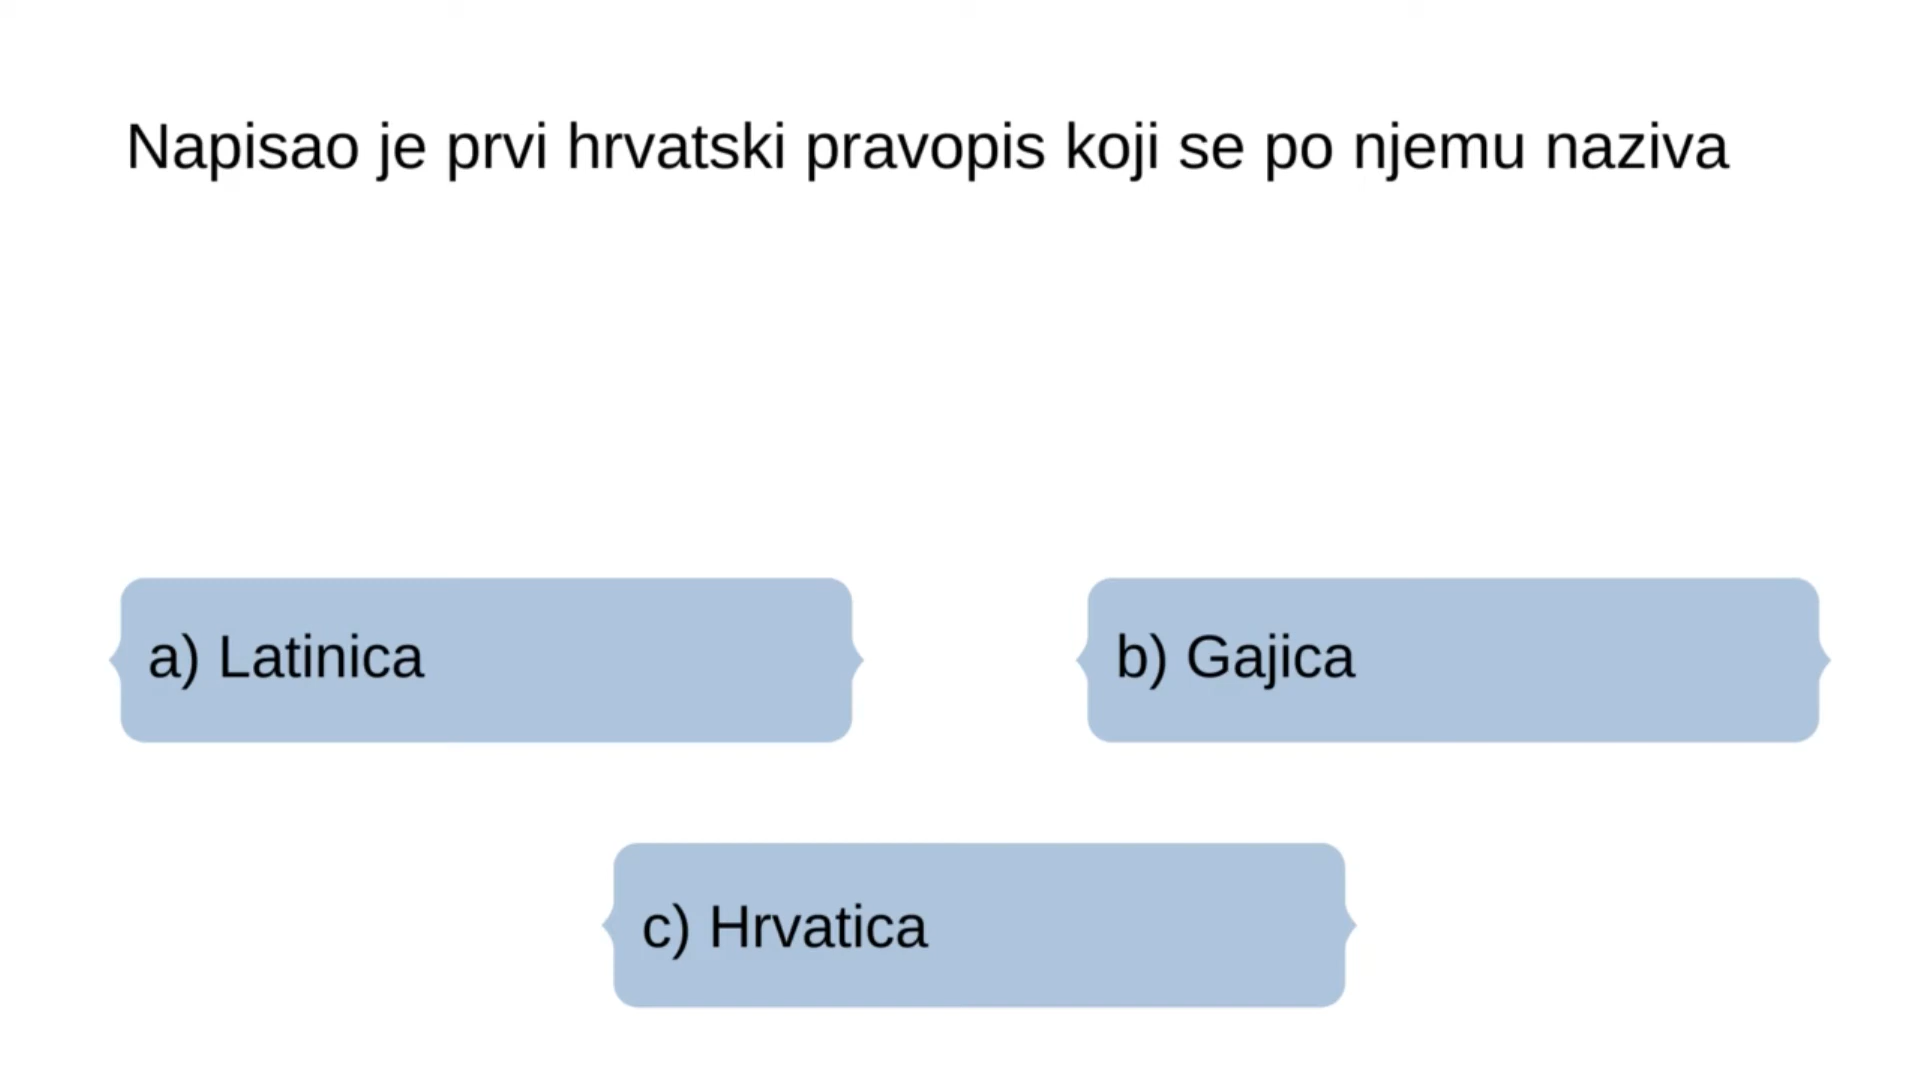 Napisao je prvi hrvatski pravopis koji se po njemu naziva
a) Latinica
b) Gajica
c) Hrvatica